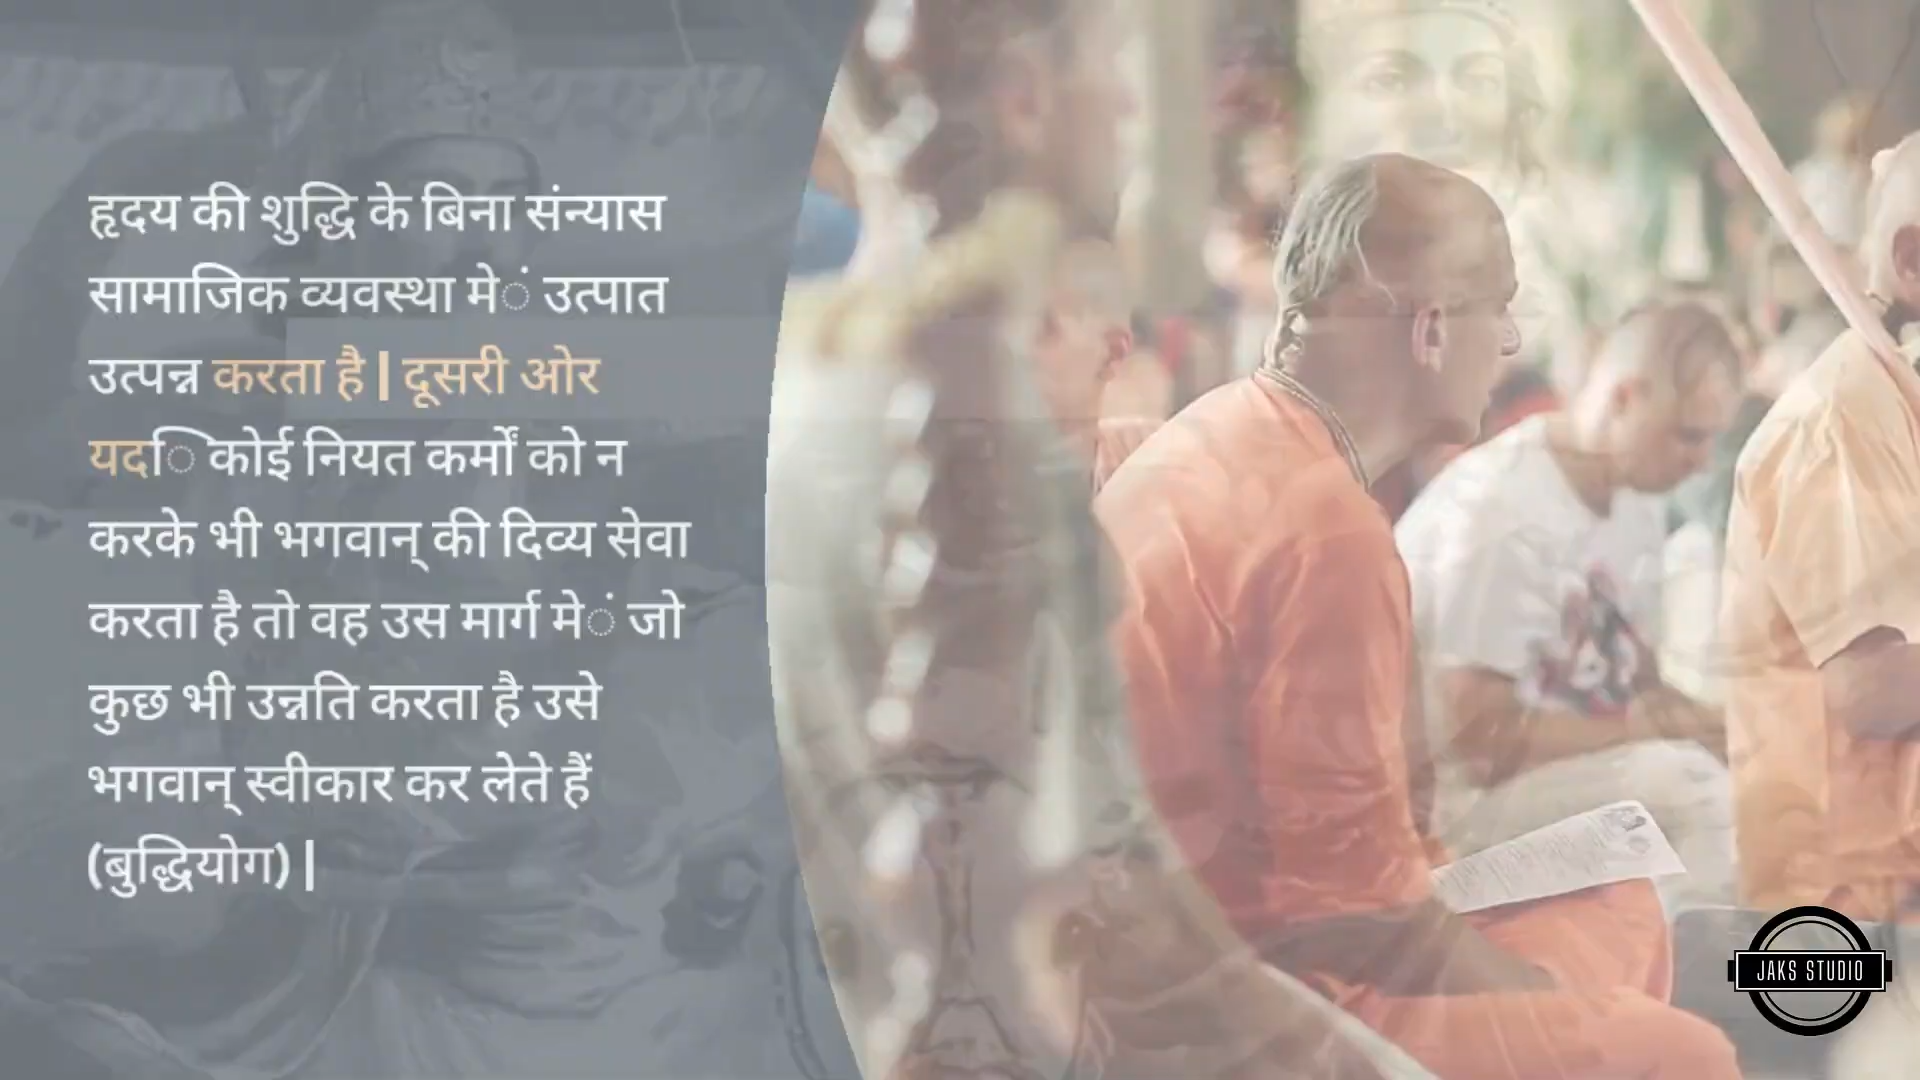 हृदय की शुद्धि के बिना संन्यास
सामाजिक व्यवस्था में उत्पात
उत्पन्न करता है | दूसरी ओर
यदि कोई नियत कर्मों को न
करके भी भगवान् की दिव्य सेवा
करता है तो वह उस मार्ग में जो
कुछ भी उन्नति करता है उसे
भगवान् स्वीकार कर लेते हैं
(बुद्धियोग) |
JAKS STUDIO